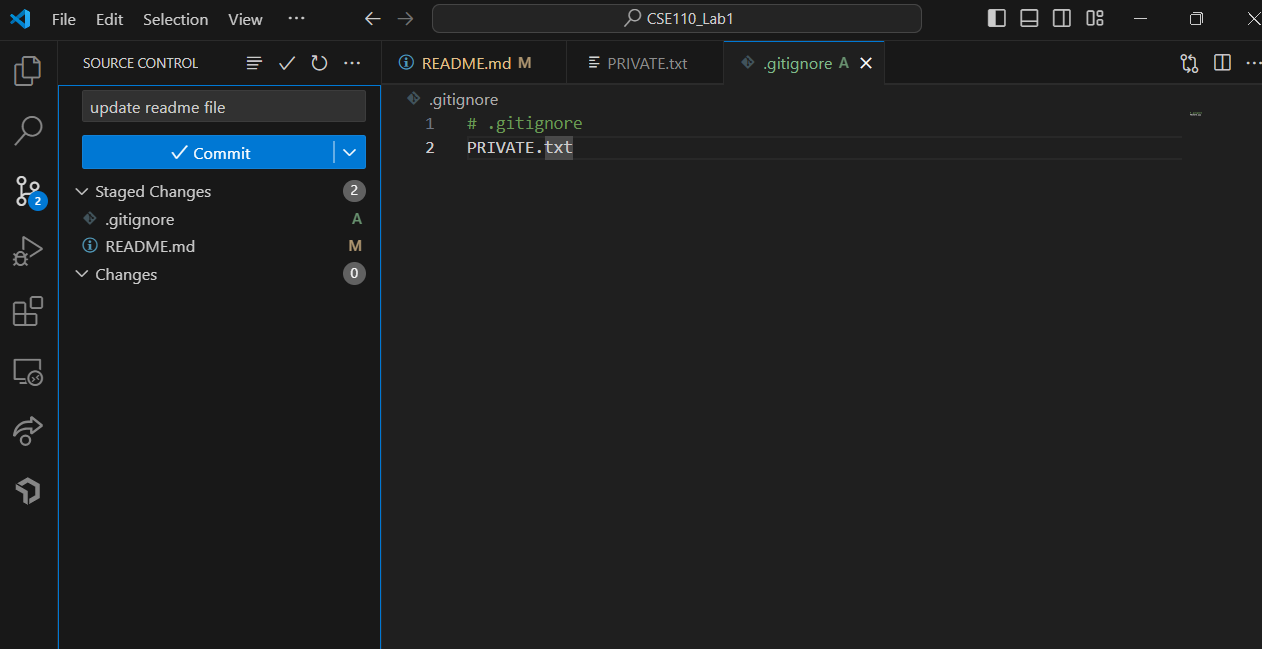 File Edit Selection View ··· CSE110_Lab1
SOURCE CONTROL ···
README.md M PRIVATE.txt .gitignore A ···
update readme file
Commit
Staged Changes 2
.gitignore A
README.md M
Changes 0
2
.gitignore
1 # .gitignore
2 PRIVATE.txt